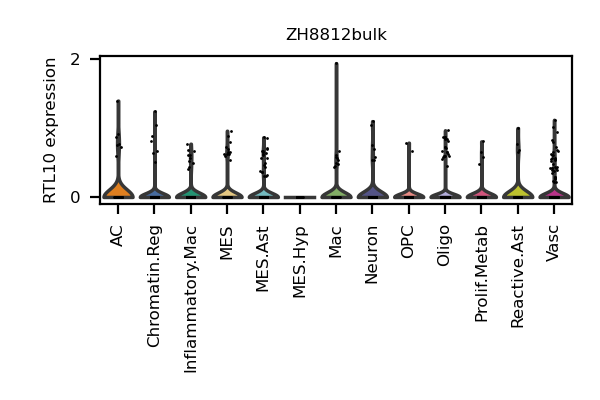 ZH8812bulk
RTL10 expression
2
0
AC
Chromatin.Reg
Inflammatory.Mac
MES
MES.Ast
MES.Hyp
Mac
Neuron
OPC
Oligo
Prolif.Metab
Reactive.Ast
Vasc